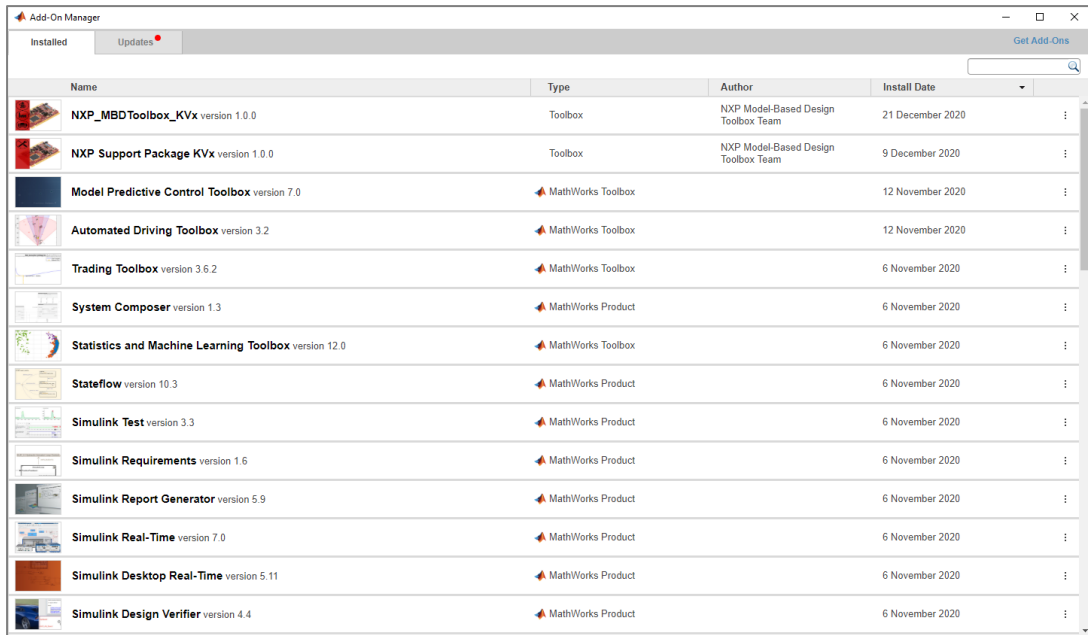 Add-On Manager
Installed
Updates
Get Add-Ons
Name Type Author Install Date
NXP_MBDToolbox_KVx version 1.0.0 Toolbox NXP Model-Based Design Toolbox Team 21 December 2020
NXP Support Package KVx version 1.0.0 Toolbox NXP Model-Based Design Toolbox Team 9 December 2020
Model Predictive Control Toolbox version 7.0 MathWorks Toolbox 12 November 2020
Automated Driving Toolbox version 3.2 MathWorks Toolbox 12 November 2020
Trading Toolbox version 3.6.2 MathWorks Toolbox 6 November 2020
System Composer version 1.3 MathWorks Product 6 November 2020
Statistics and Machine Learning Toolbox version 12.0 MathWorks Toolbox 6 November 2020
Stateflow version 10.3 MathWorks Product 6 November 2020
Simulink Test version 3.3 MathWorks Product 6 November 2020
Simulink Requirements version 1.6 MathWorks Product 6 November 2020
Simulink Report Generator version 5.9 MathWorks Product 6 November 2020
Simulink Real-Time version 7.0 MathWorks Product 6 November 2020
Simulink Desktop Real-Time version 5.11 MathWorks Product 6 November 2020
Simulink Design Verifier version 4.4 MathWorks Product 6 November 2020